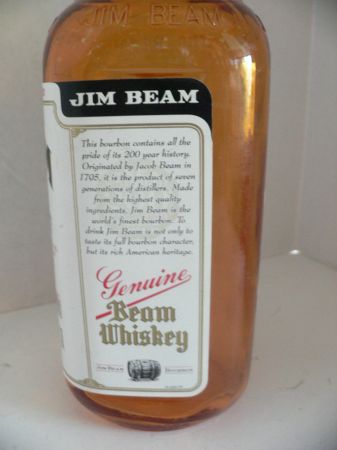 JIM BEAM
JIM BEAM
This bourbon contains all the
pride of its 200 year history.
Originated by Jacob Beam in
1795, it is the product of seven
generations of distillers. Made
from the highest quality
ingredients, Jim Beam is the
world's finest bourbon. To
drink Jim Beam is not only to
taste its full bourbon character,
but its rich American heritage.
Genuine
Beam
Whiskey
JIM BEAM BOURBON